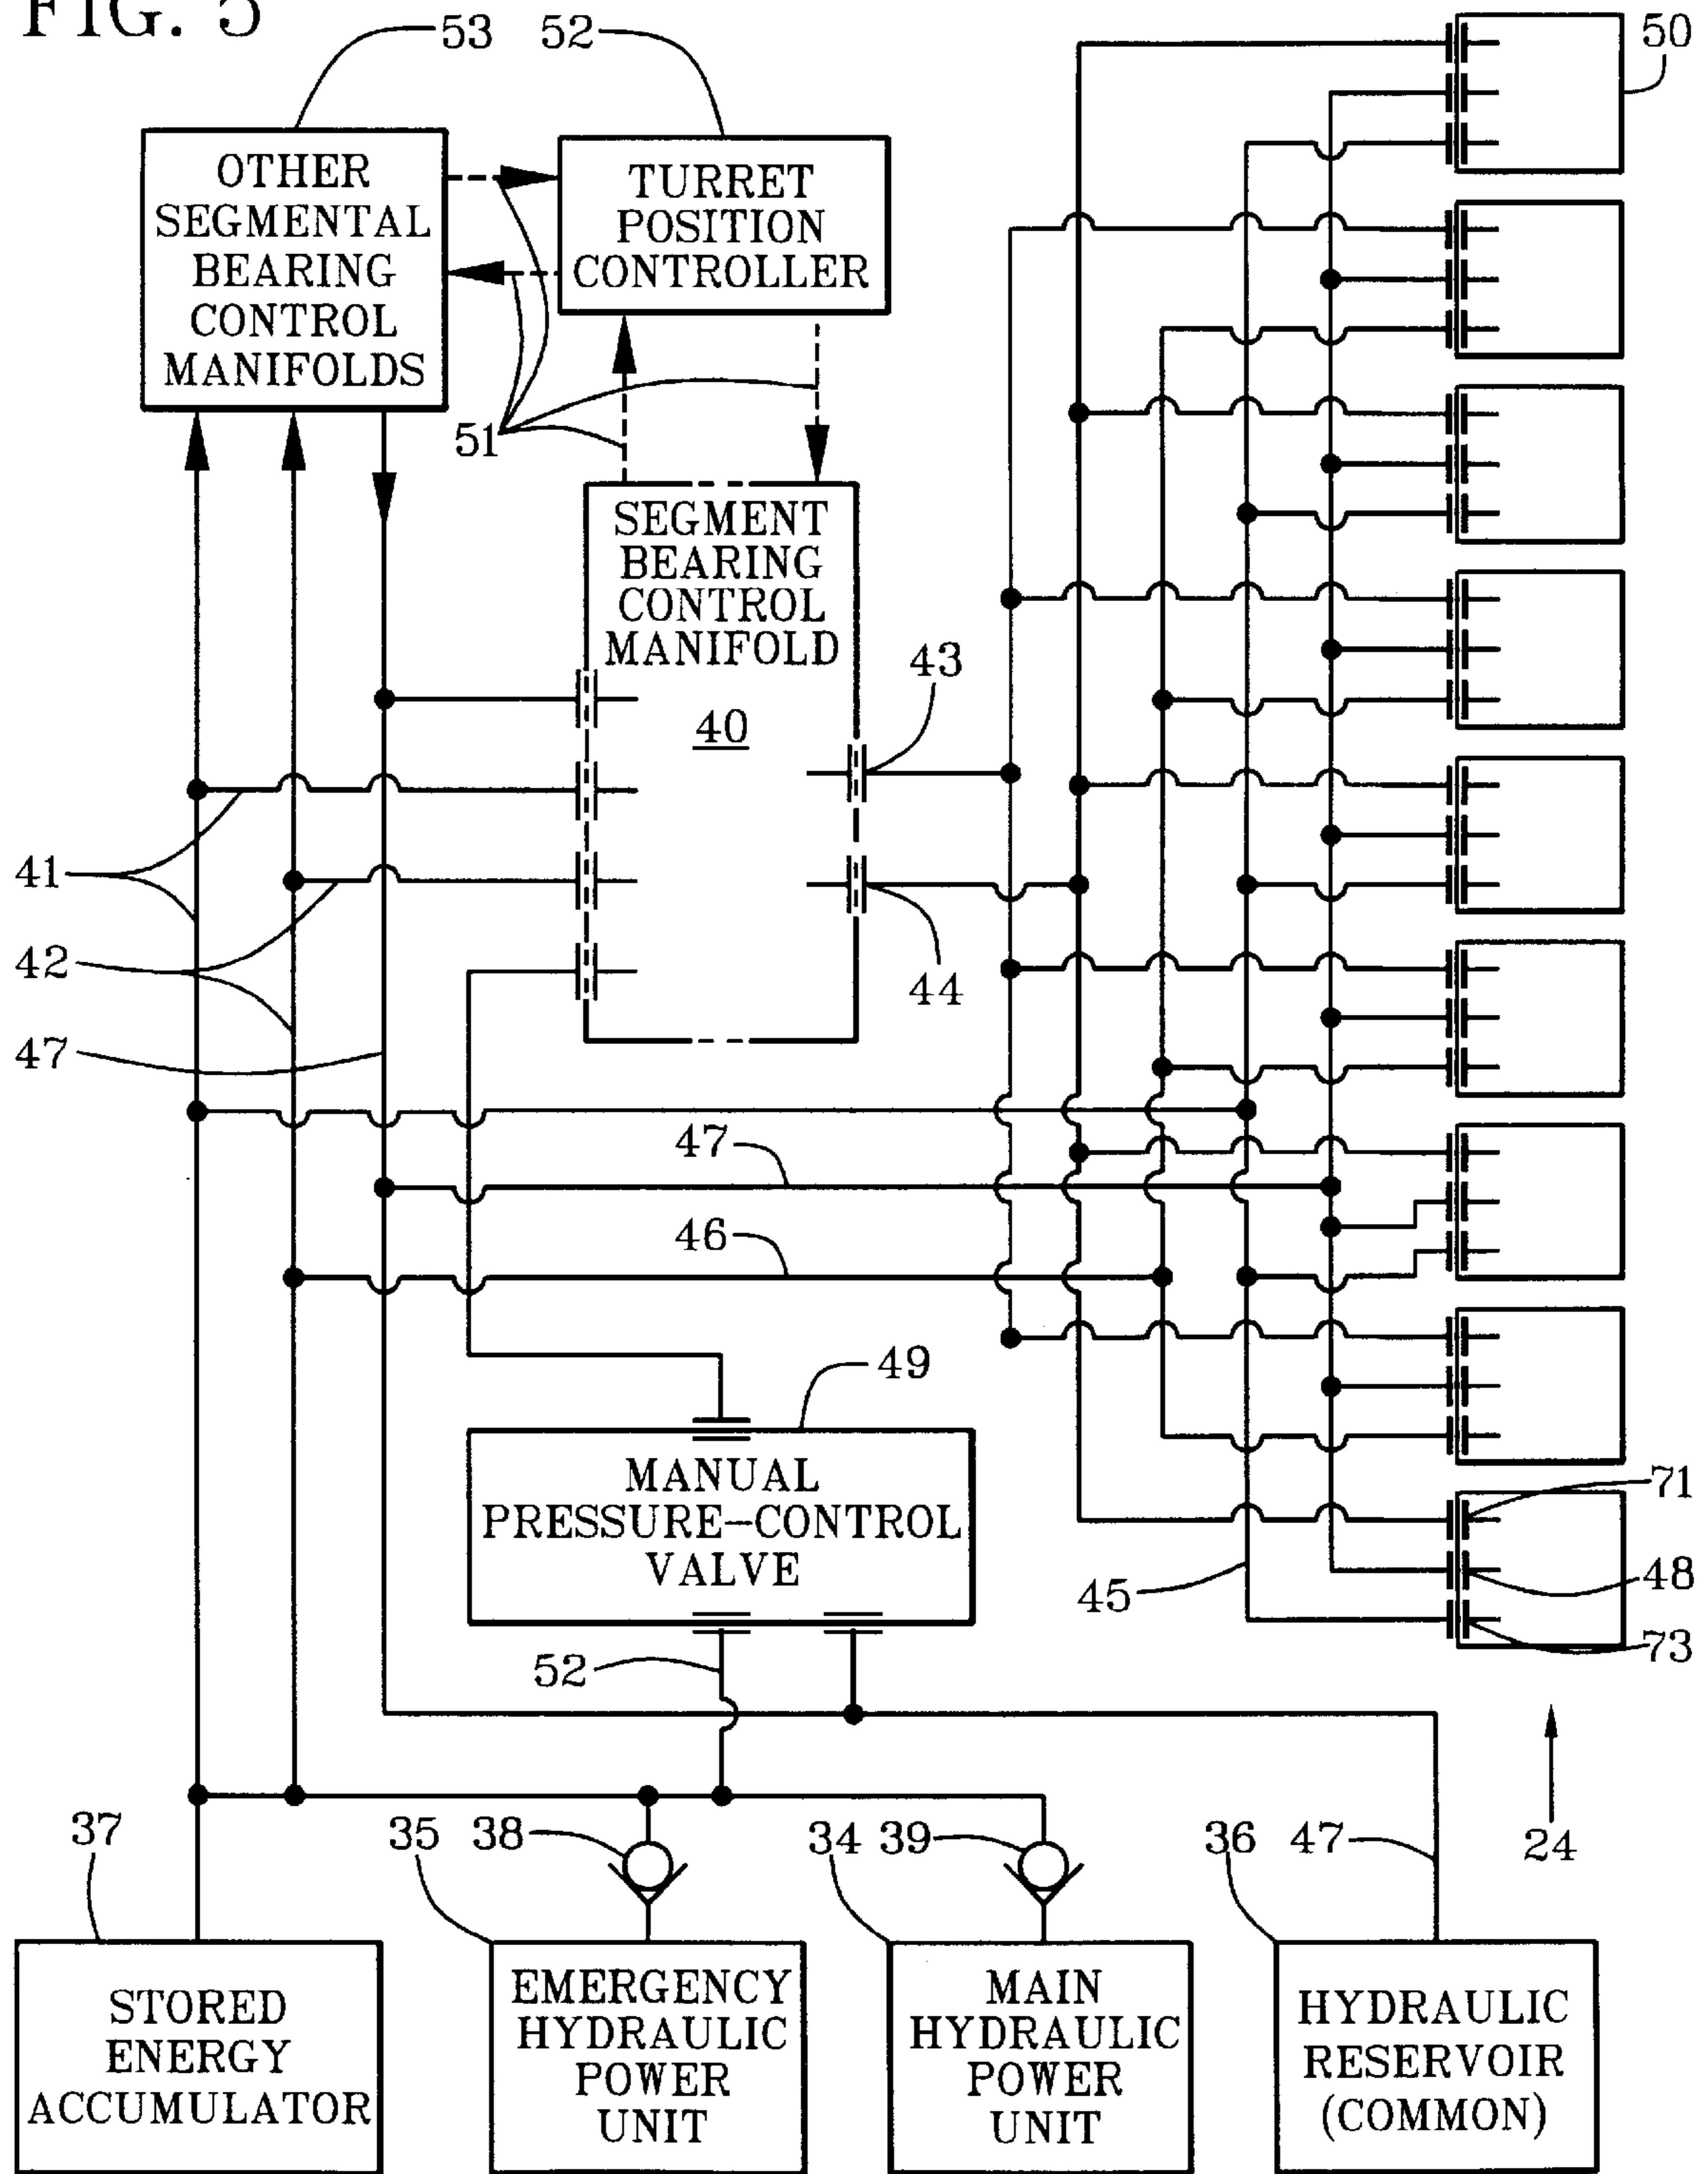 FIG. 5
53
52
50
OTHER
SEGMENTAL
BEARING
CONTROL
MANIFOLDS
TURRET
POSITION
CONTROLLER
51
SEGMENT
BEARING
CONTROL
MANIFOLD
40
43
44
41
42
47
47
46
49
MANUAL
PRESSURE-CONTROL
VALVE
71
48
73
45
52
24
37
35
38
34
39
36
47
STORED
ENERGY
ACCUMULATOR
EMERGENCY
HYDRAULIC
POWER
UNIT
MAIN
HYDRAULIC
POWER
UNIT
HYDRAULIC
RESERVOIR
(COMMON)